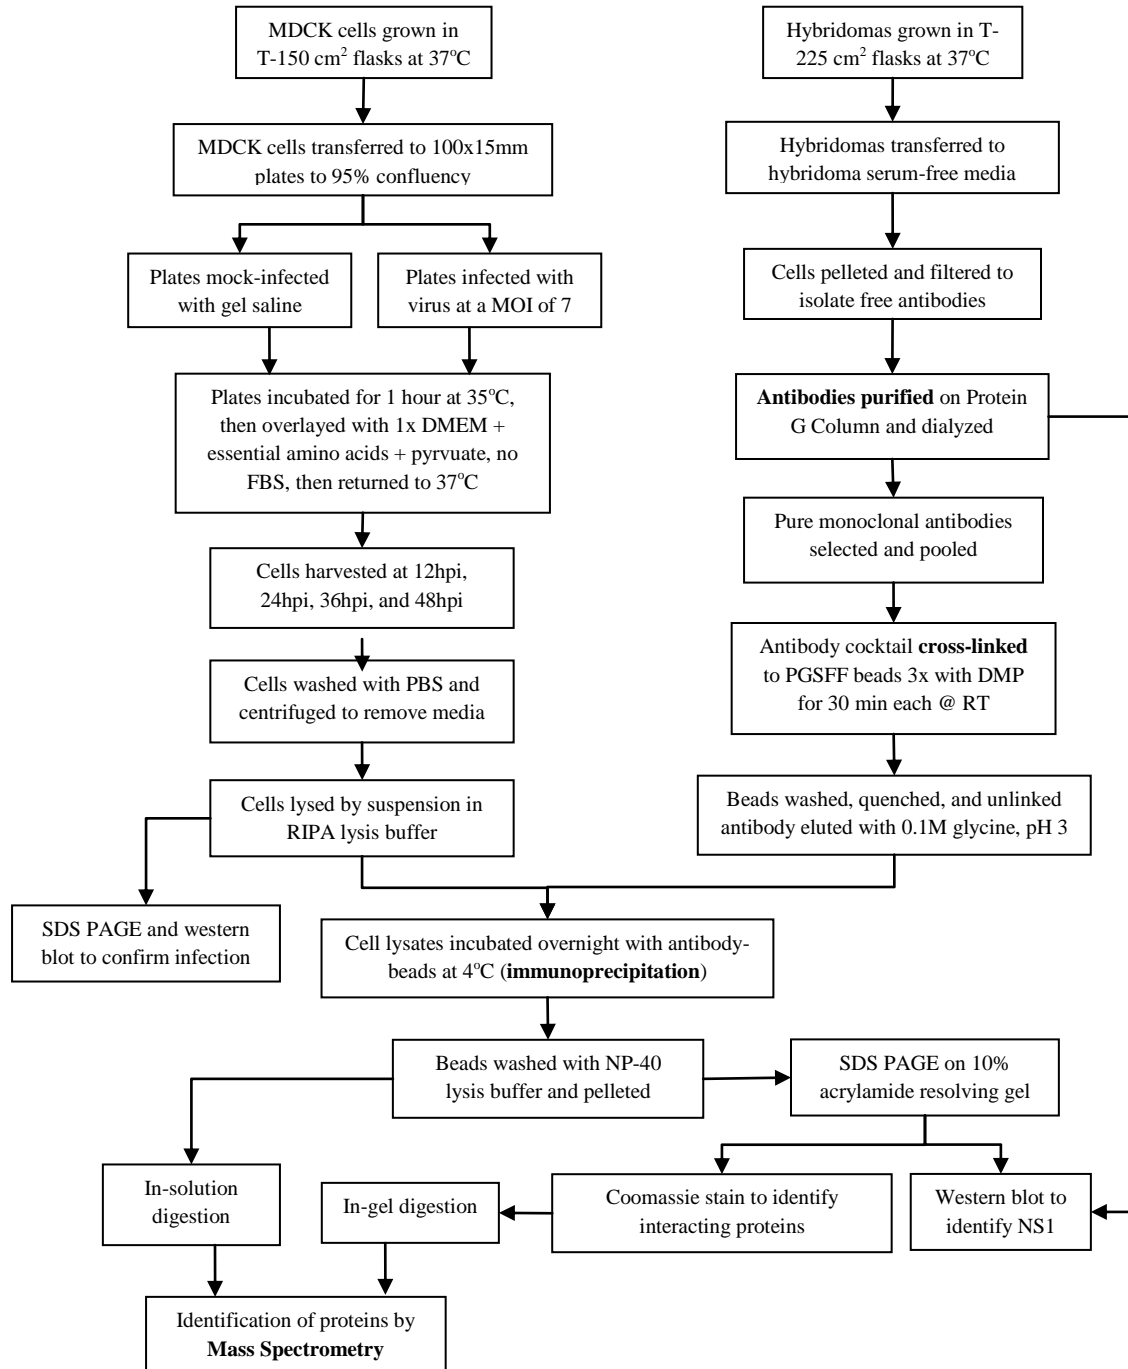 MDCK cells grown in
T-150 cm² flasks at 37°C
Hybridomas grown in T-
225 cm² flasks at 37°C
MDCK cells transferred to 100x15mm
plates to 95% confluency
Hybridomas transferred to
hybridoma serum-free media
Plates mock-infected
with gel saline
Plates infected with
virus at a MOI of 7
Cells pelleted and filtered to
isolate free antibodies
Plates incubated for 1 hour at 35°C,
then overlayed with 1x DMEM +
essential amino acids + pyrvuate, no
FBS, then returned to 37°C
Antibodies purified on Protein
G Column and dialyzed
Pure monoclonal antibodies
selected and pooled
Cells harvested at 12hpi,
24hpi, 36hpi, and 48hpi
Antibody cocktail cross-linked
to PGSFF beads 3x with DMP
for 30 min each @ RT
Cells washed with PBS and
centrifuged to remove media
Cells lysed by suspension in
RIPA lysis buffer
Beads washed, quenched, and unlinked
antibody eluted with 0.1M glycine, pH 3
SDS PAGE and western
blot to confirm infection
Cell lysates incubated overnight with antibody-
beads at 4°C (immunoprecipitation)
Beads washed with NP-40
lysis buffer and pelleted
SDS PAGE on 10%
acrylamide resolving gel
In-solution
digestion
In-gel digestion
Coomassie stain to identify
interacting proteins
Western blot to
identify NS1
Identification of proteins by
Mass Spectrometry